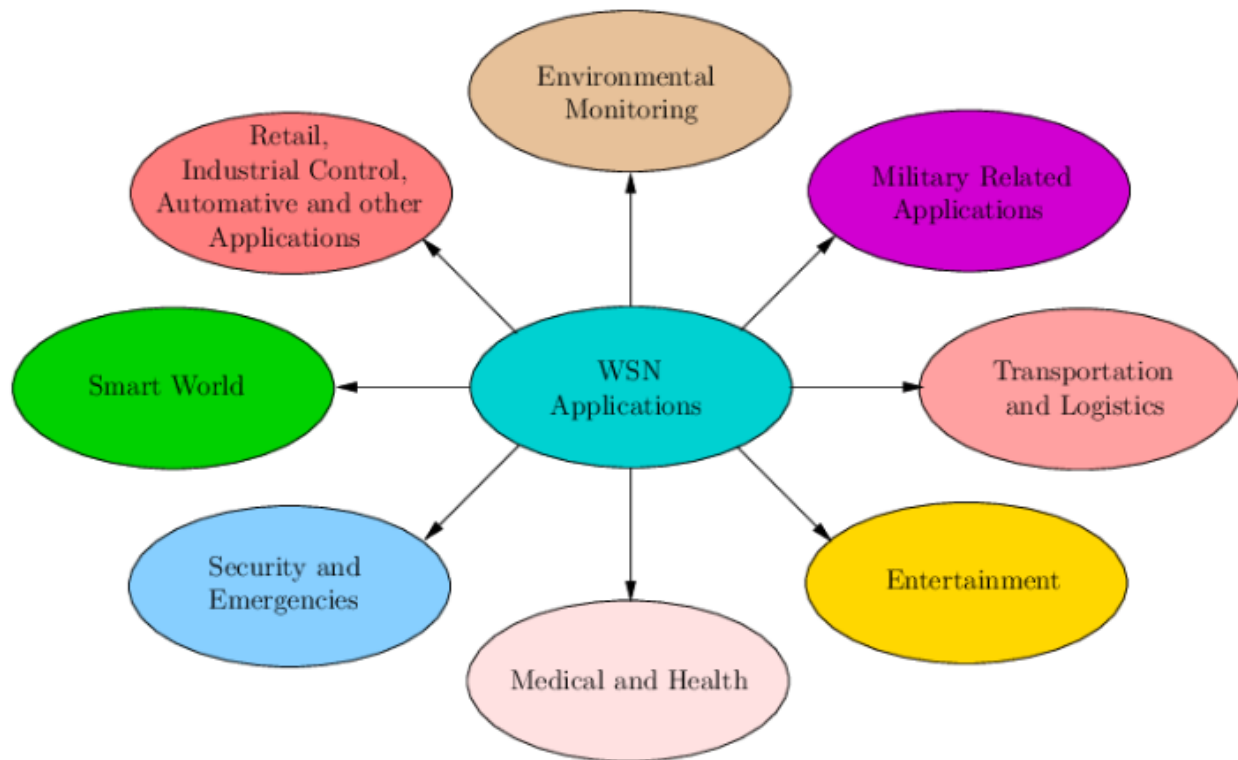 Environmental
Monitoring
Retail,
Industrial Control,
Automative and other
Applications
Military Related
Applications
Smart World
WSN
Applications
Transportation
and Logistics
Security and
Emergencies
Entertainment
Medical and Health